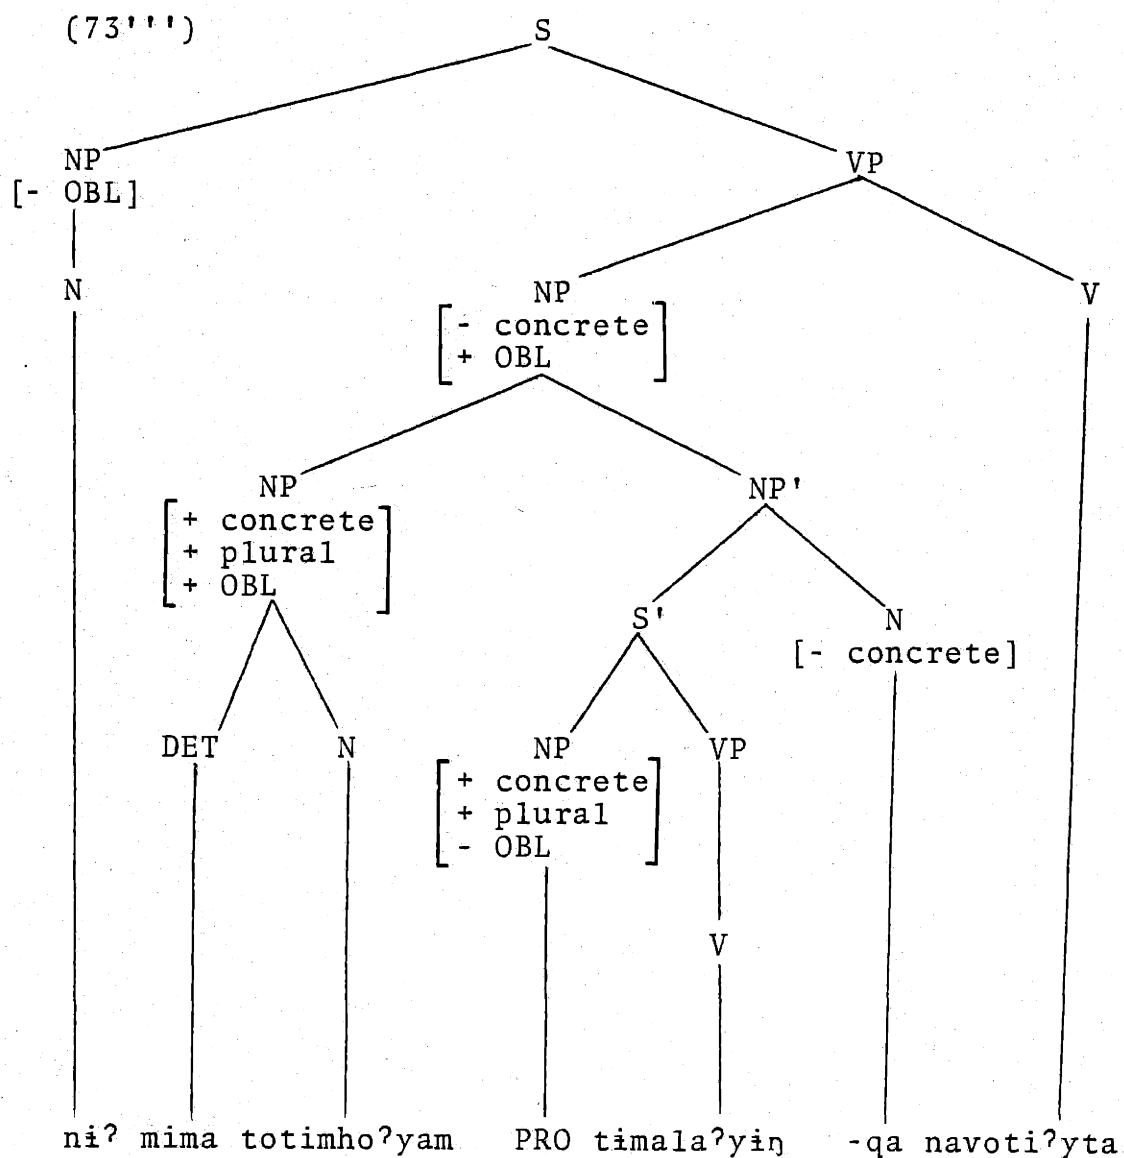 (73''') S
NP VP
[- OBL]
N NP V
[- concrete
+ OBL]
NP NP'
[+ concrete
+ plural
+ OBL]
S' N
[- concrete]
DET N NP VP
[+ concrete
+ plural
- OBL]
V
nɨʔ mima totimhoʔyam PRO tɨmalaʔyɨŋ -qa navotiʔyta